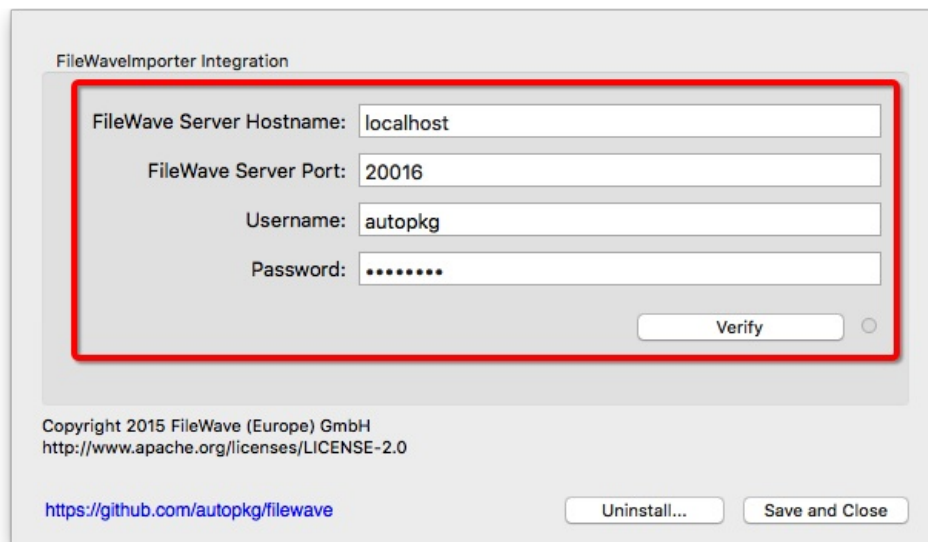 FileWaveImporter Integration
FileWave Server Hostname: localhost
FileWave Server Port: 20016
Username: autopkg
Password: ••••••••
Verify
Copyright 2015 FileWave (Europe) GmbH
http://www.apache.org/licenses/LICENSE-2.0
https://github.com/autopkg/filewave Uninstall... Save and Close